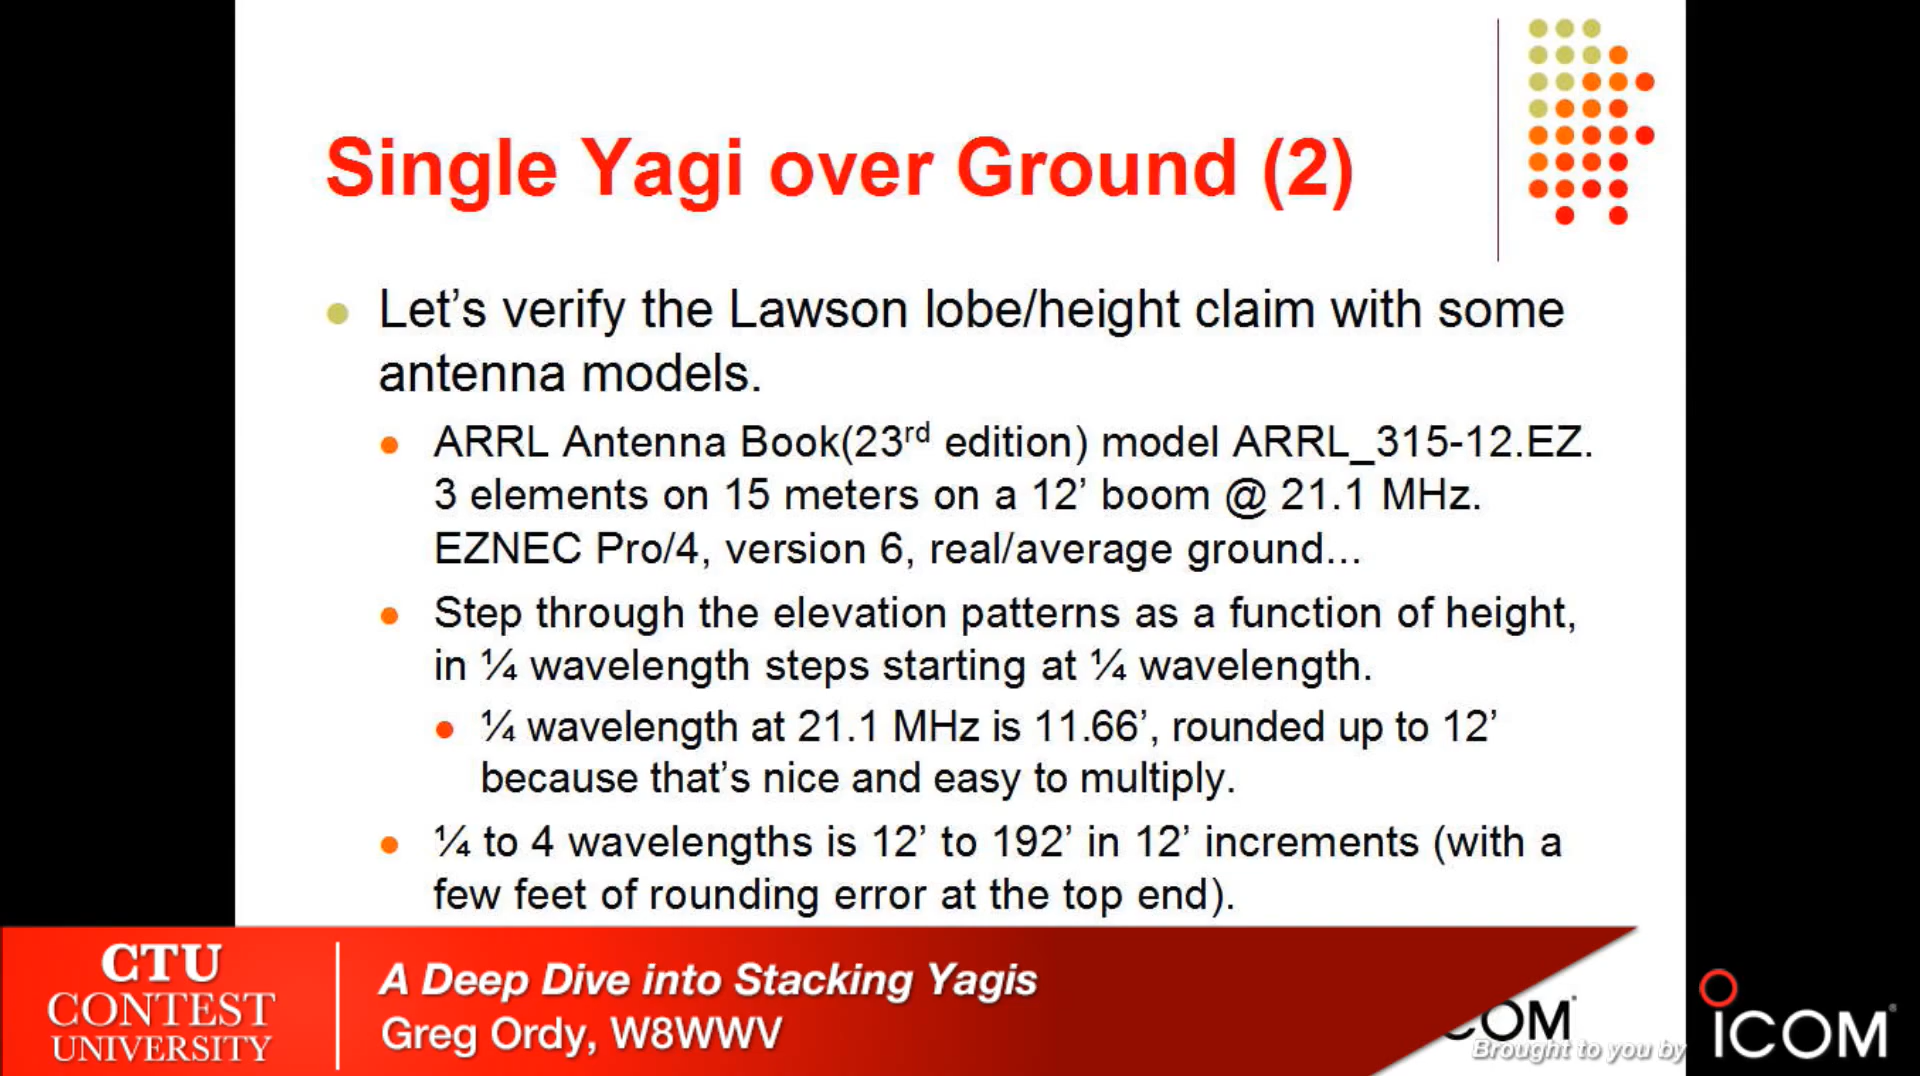 Single Yagi over Ground (2)
Let's verify the Lawson lobe/height claim with some
antenna models.
ARRL Antenna Book(23rd edition) model ARRL_315-12.EZ.
3 elements on 15 meters on a 12' boom @ 21.1 MHz.
EZNEC Pro/4, version 6, real/average ground...
Step through the elevation patterns as a function of height,
in ¼ wavelength steps starting at ¼ wavelength.
¼ wavelength at 21.1 MHz is 11.66', rounded up to 12'
because that's nice and easy to multiply.
¼ to 4 wavelengths is 12' to 192' in 12' increments (with a
few feet of rounding error at the top end).
CTU
CONTEST
UNIVERSITY
A Deep Dive into Stacking Yagis
Greg Ordy, W8WWV
COM
Brought to you by
ICOM